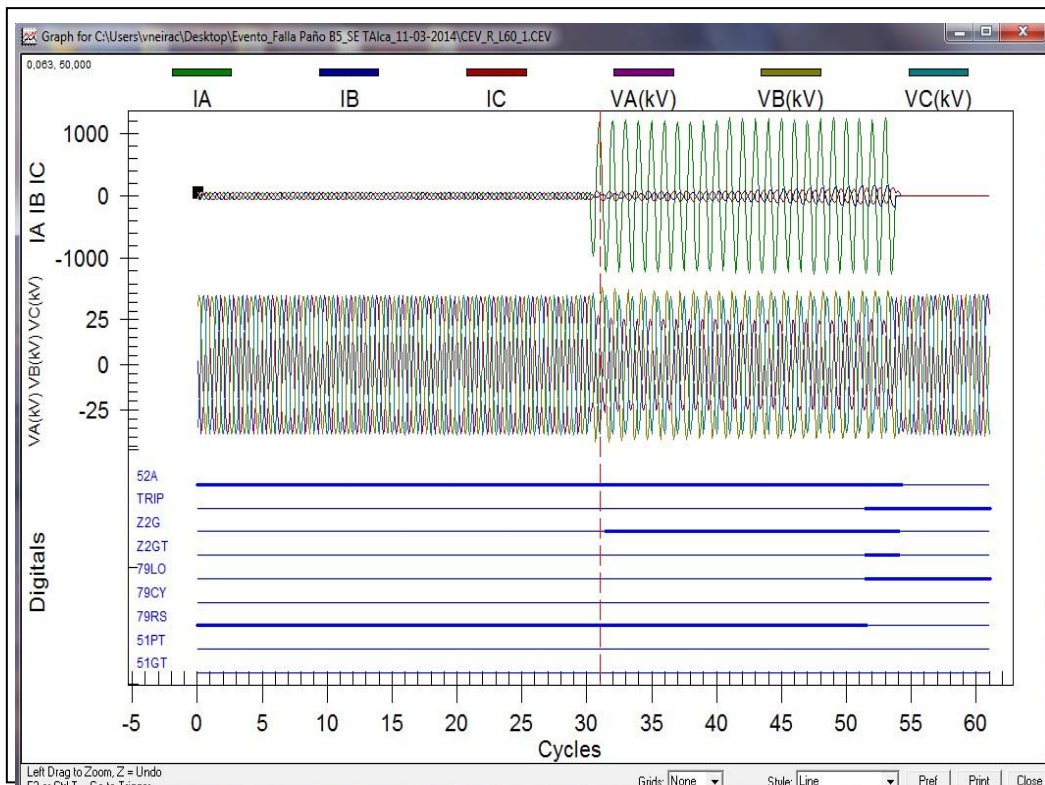 Graph for C:\Users\vneirac\Desktop\Evento_Falla Paño B5_SE TAlca_11-03-2014\CEV_R_L60_1.CEV
0,063, 50,000
IA IB IC VA(kV) VB(kV) VC(kV)
IA IB IC
1000
0
-1000
VA(kV) VB(kV) VC(kV)
25
0
-25
Digitals
52A
TRIP
Z2G
Z2GT
79LO
79CY
79RS
51PT
51GT
-5 0 5 10 15 20 25 30 35 40 45 50 55 60
Cycles
Left Drag to Zoom, Z = Undo
Grids: None Style: Line Pref Print Close